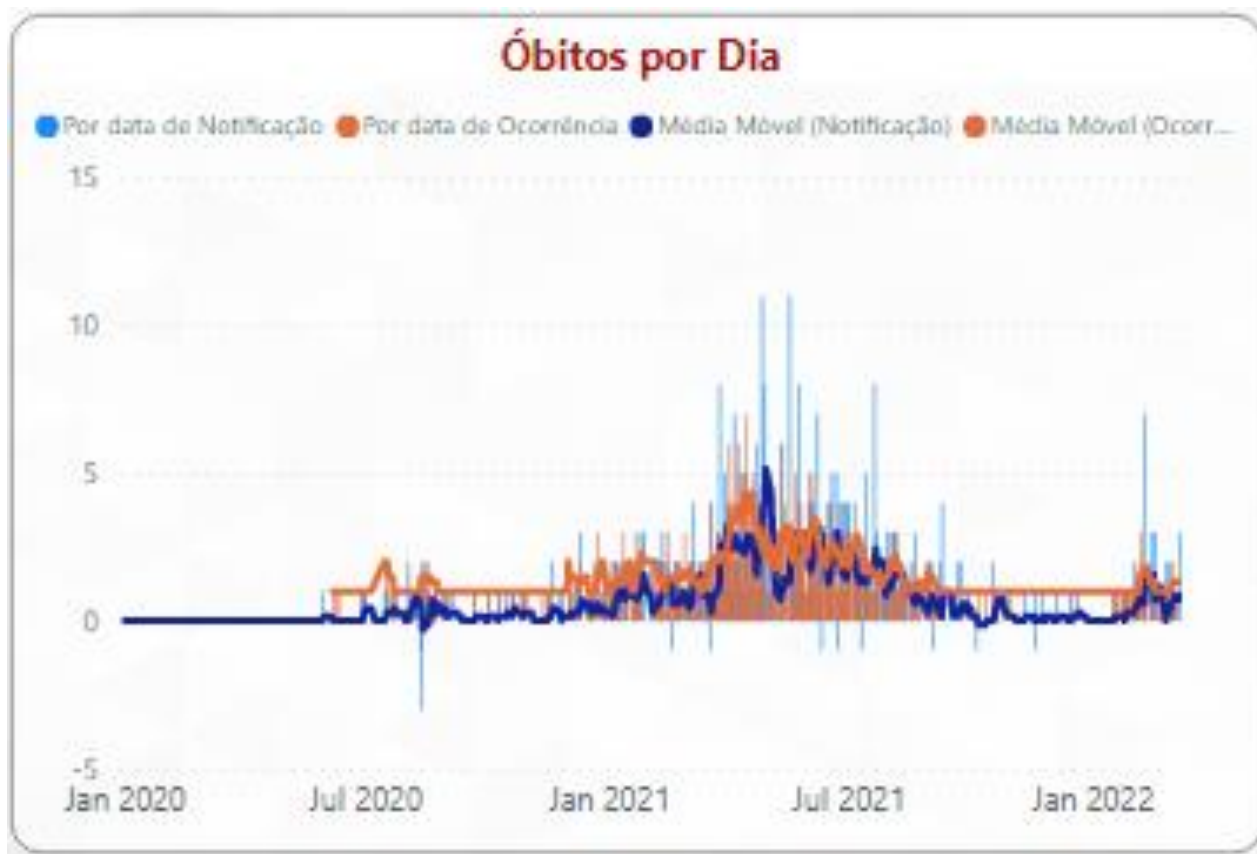 Óbitos por Dia
Por data de Notificação Por data de Ocorrência Média Móvel (Notificação) Média Móvel (Ocorr...
15
10
5
0
-5
Jan 2020 Jul 2020 Jan 2021 Jul 2021 Jan 2022